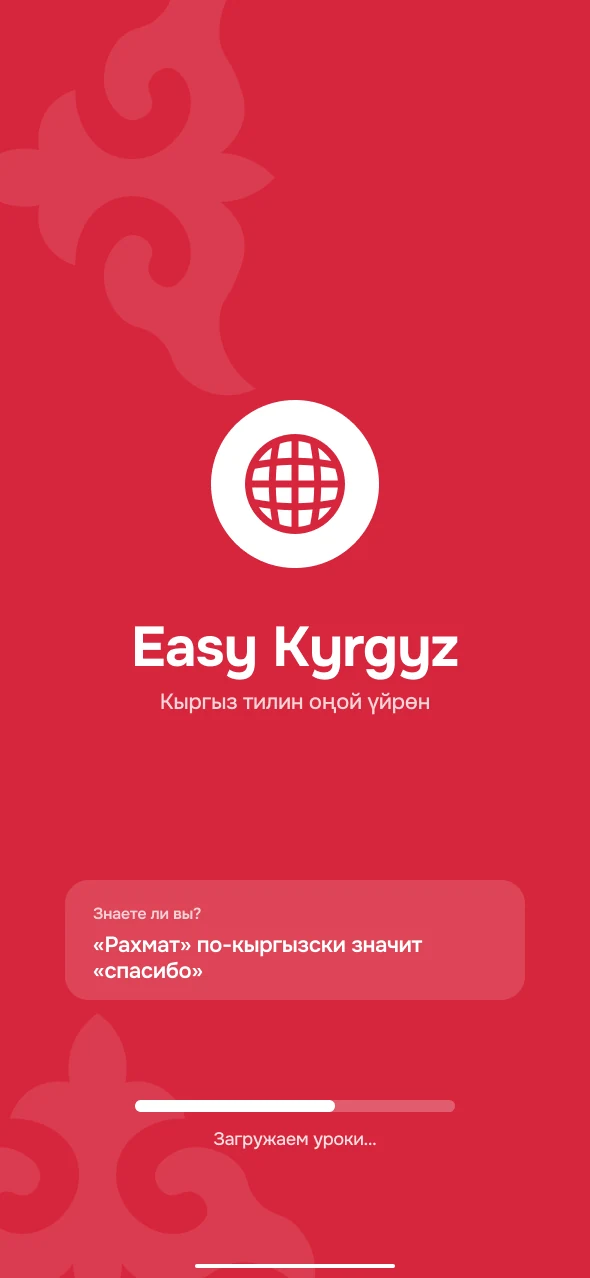 Easy Kyrgyz
Кыргыз тилин оңой үйрөн
Знаете ли вы?
«Рахмат» по-кыргызски значит
«спасибо»
Загружаем уроки...